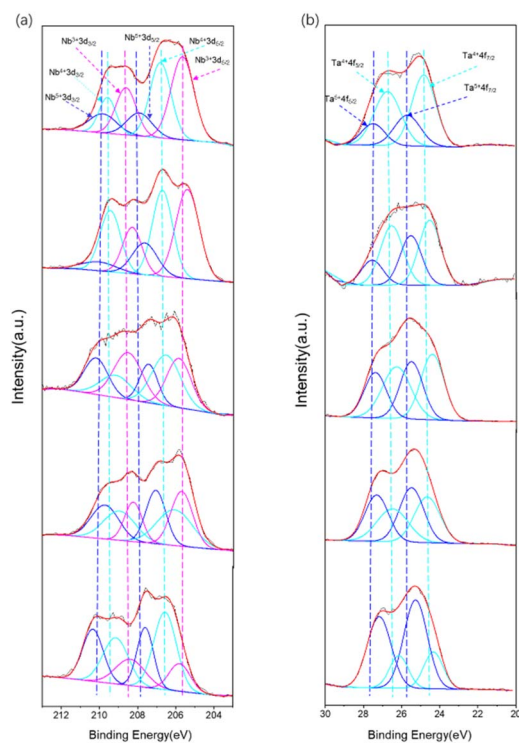 (a)
(b)
Nb⁵⁺3d₅/₂
Nb³⁺3d₃/₂
Nb⁴⁺3d₅/₂
Nb⁴⁺3d₃/₂
Nb³⁺3d₅/₂
Nb⁵⁺3d₃/₂
Ta⁴⁺4f₅/₂
Ta⁴⁺4f₇/₂
Ta⁵⁺4f₅/₂
Ta⁵⁺4f₇/₂
Intensity(a.u.)
Intensity(a.u.)
212 210 208 206 204
30 28 26 24 22 20
Binding Energy(eV)
Binding Energy(eV)